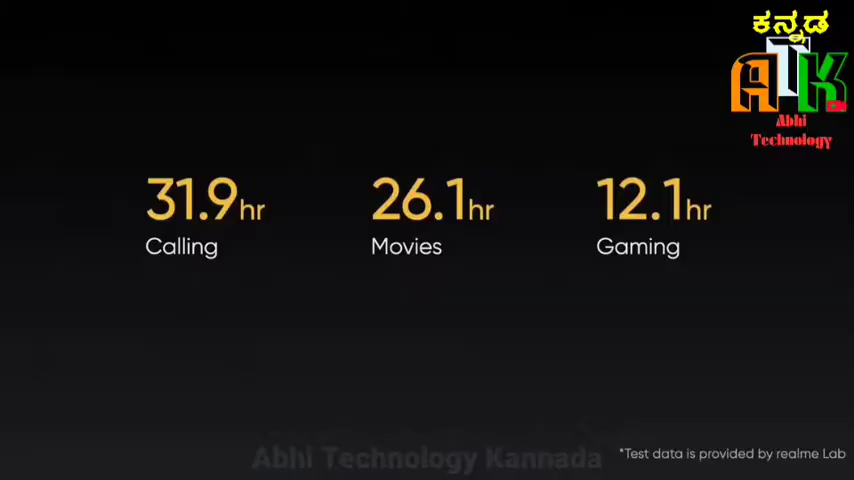 ಕನ್ನಡ
ATK
Abhi
Technology
31.9hr 26.1hr 12.1hr
Calling Movies Gaming
Abhi Technology Kannada
*Test data is provided by realme Lab